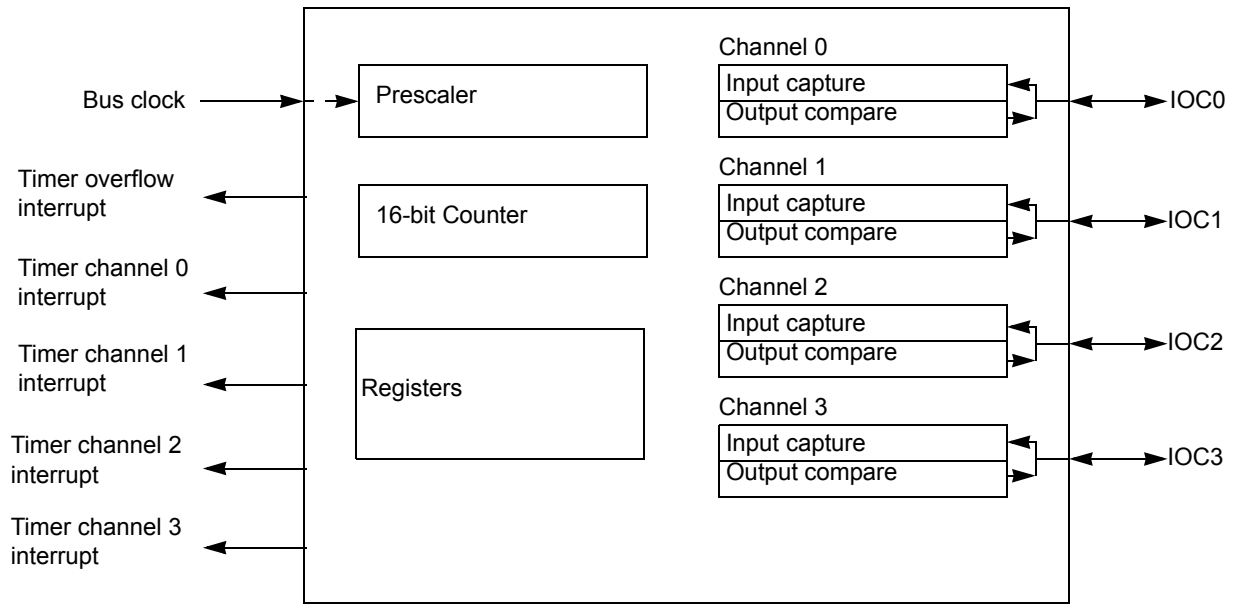 Bus clock
Timer overflow
interrupt
Timer channel 0
interrupt
Timer channel 1
interrupt
Timer channel 2
interrupt
Timer channel 3
interrupt
Prescaler
16-bit Counter
Registers
Channel 0
Input capture
Output compare
IOC0
Channel 1
Input capture
Output compare
IOC1
Channel 2
Input capture
Output compare
IOC2
Channel 3
Input capture
Output compare
IOC3